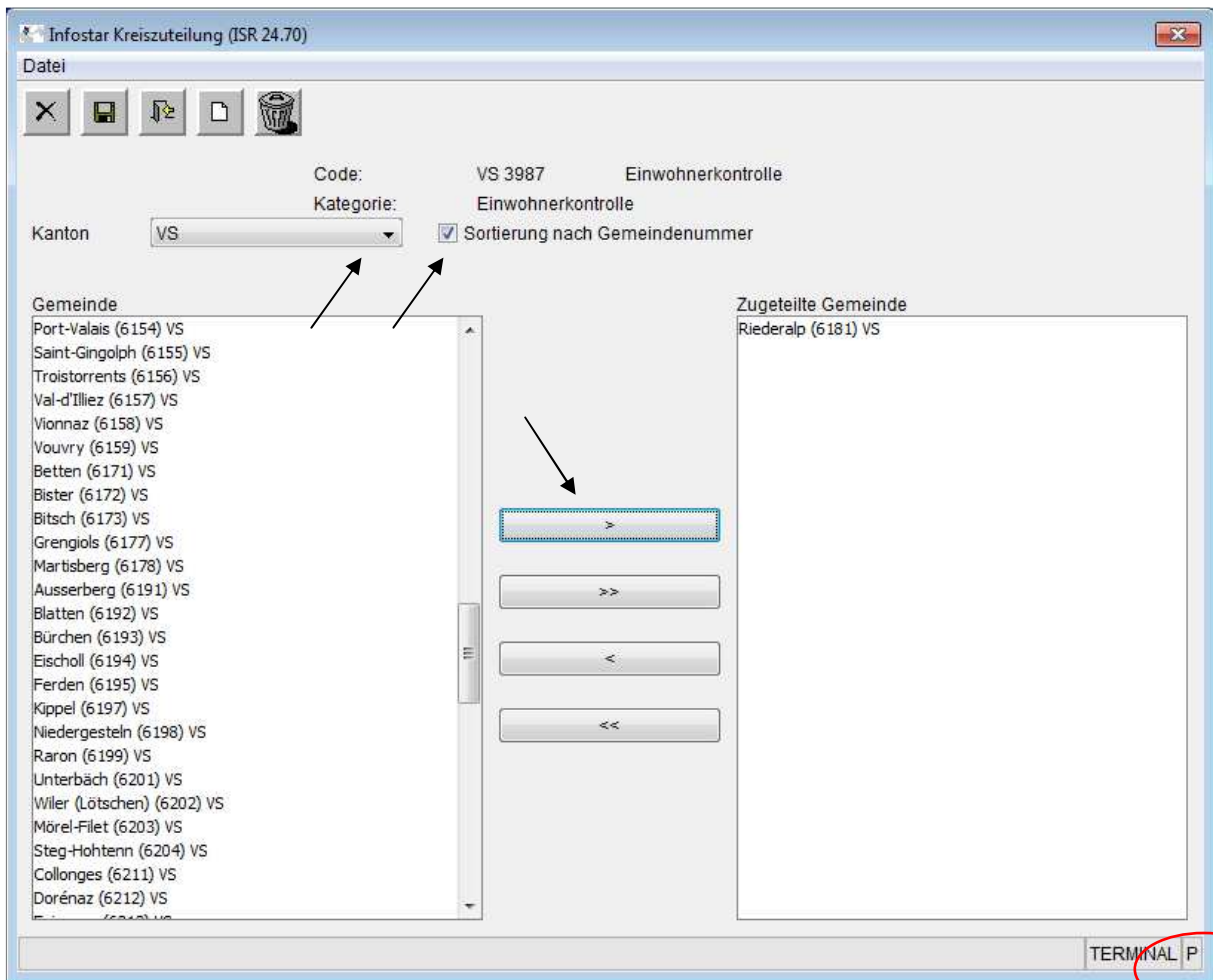 Infostar Kreiszuteilung (ISR 24.70)
Datei
Code: VS 3987 Einwohnerkontrolle
Kategorie: Einwohnerkontrolle
Kanton VS Sortierung nach Gemeindenummer
Gemeinde
Port-Valais (6154) VS
Saint-Gingolph (6155) VS
Troistorrents (6156) VS
Val-d'Illiez (6157) VS
Vionnaz (6158) VS
Vouvry (6159) VS
Betten (6171) VS
Bister (6172) VS
Bitsch (6173) VS
Grengiols (6177) VS
Martisberg (6178) VS
Ausserberg (6191) VS
Blatten (6192) VS
Bürchen (6193) VS
Eischoll (6194) VS
Ferden (6195) VS
Kippel (6197) VS
Niedergesteln (6198) VS
Raron (6199) VS
Unterbäch (6201) VS
Wiler (Lötschen) (6202) VS
Mörel-Filet (6203) VS
Steg-Hohtenn (6204) VS
Collonges (6211) VS
Dorénaz (6212) VS
>
>>
<
<<
Zugeteilte Gemeinde
Riederalp (6181) VS
TERMINAL P